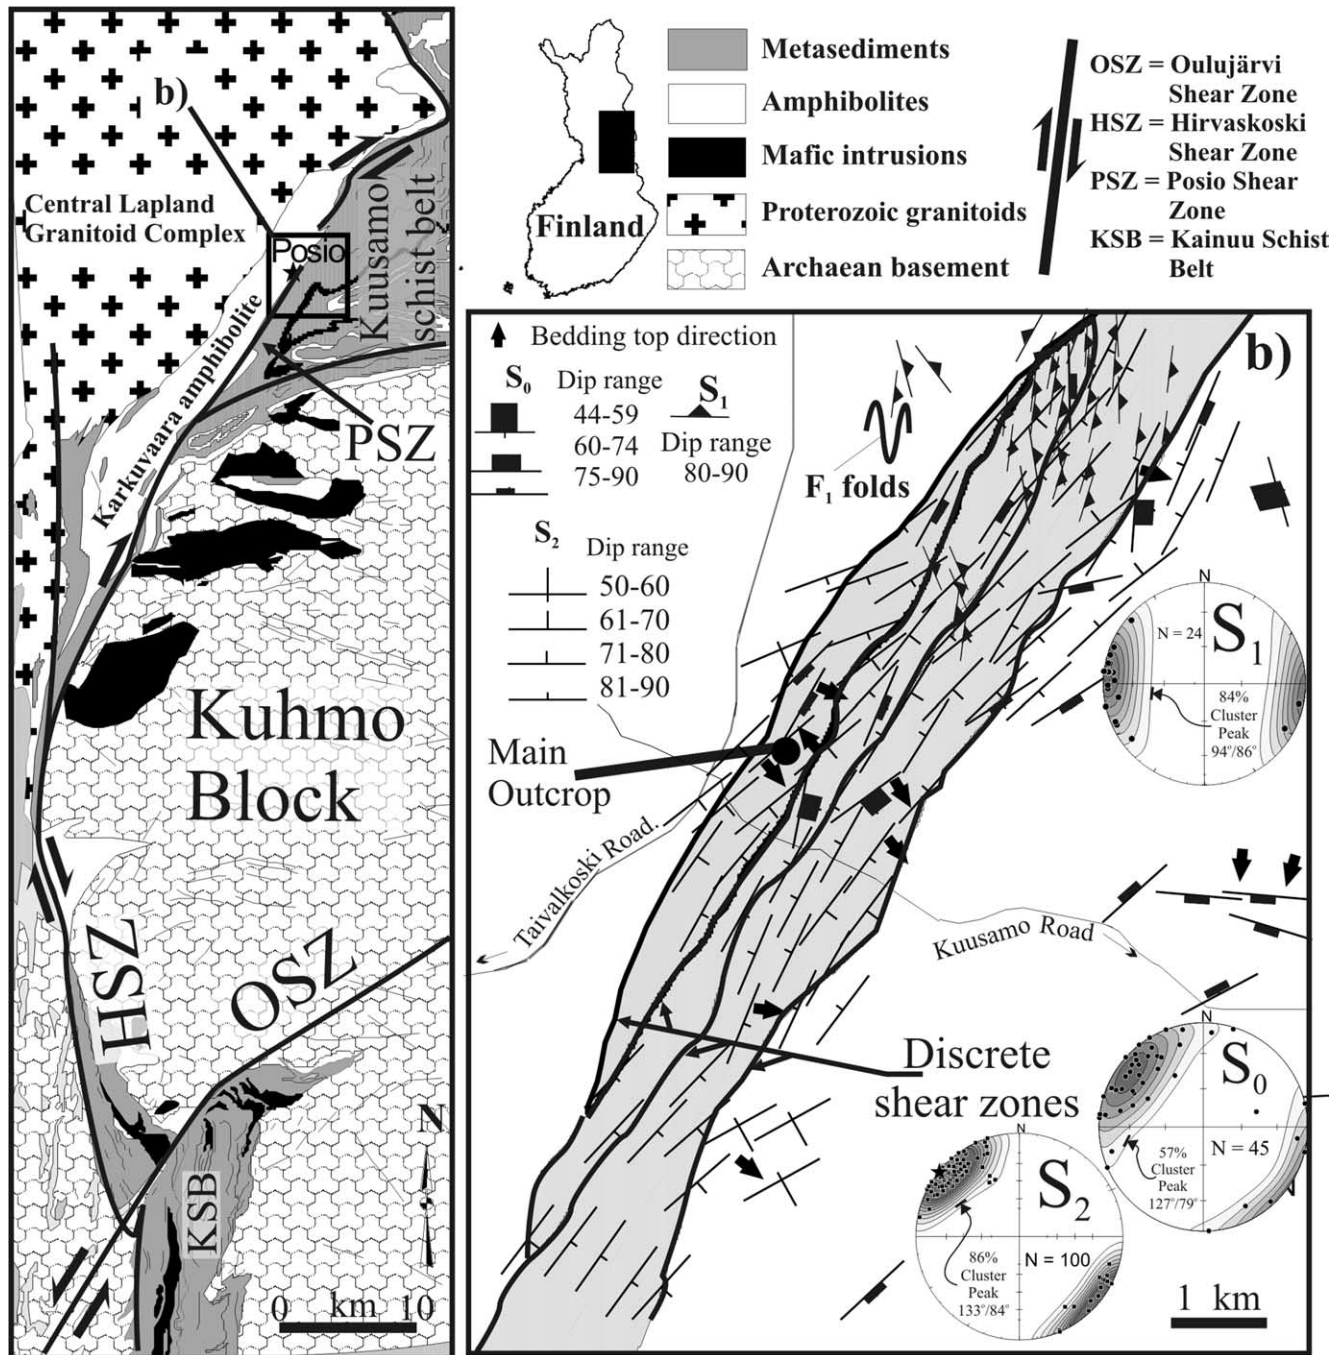 b)
Central Lapland
Granitoid Complex
Posio
Kuusamo
schist belt
Karkuvaara amphibolite
PSZ
Kuhmo
Block
HSZ
OSZ
KSB
N
0 km 10
Finland
Metasediments
Amphibolites
Mafic intrusions
Proterozoic granitoids
Archaean basement
OSZ = Oulujärvi
Shear Zone
HSZ = Hirvaskoski
Shear Zone
PSZ = Posio Shear
Zone
KSB = Kainuu Schist
Belt
b)
Bedding top direction
S0 Dip range
44-59
60-74
75-90
S1
Dip range
80-90
F1 folds
S2 Dip range
50-60
61-70
71-80
81-90
Main
Outcrop
Taivalkoski Road.
Kuusamo Road
Discrete
shear zones
N
S1
N = 24
84%
Cluster
Peak
94°/86°
N
S0
N = 45
57%
Cluster
Peak
127°/79°
N
S2
N = 100
86%
Cluster
Peak
133°/84°
1 km